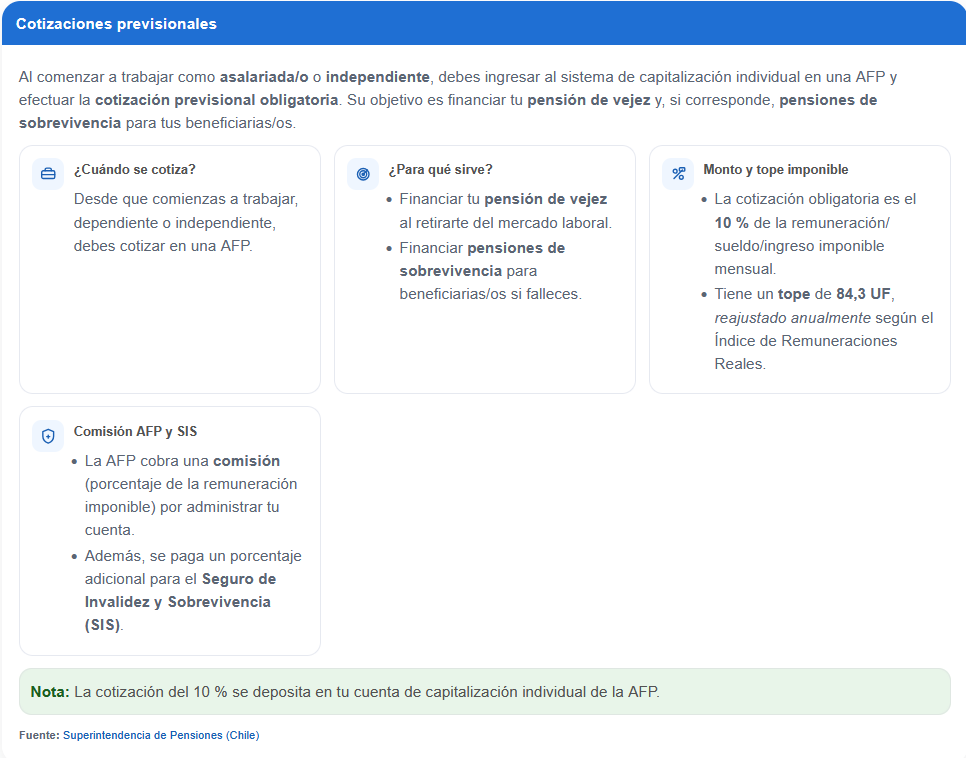 Cotizaciones previsionales
Al comenzar a trabajar como asalariada/o o independiente, debes ingresar al sistema de capitalización individual en una AFP y
efectuar la cotización previsional obligatoria. Su objetivo es financiar tu pensión de vejez y, si corresponde, pensiones de
sobrevivencia para tus beneficiarias/os.
¿Cuándo se cotiza?
Desde que comienzas a trabajar,
dependiente o independiente,
debes cotizar en una AFP.
¿Para qué sirve?
• Financiar tu pensión de vejez
al retirarte del mercado laboral.
• Financiar pensiones de
sobrevivencia para
beneficiarias/os si falleces.
Monto y tope imponible
• La cotización obligatoria es el
10 % de la remuneración/
sueldo/ingreso imponible
mensual.
• Tiene un tope de 84,3 UF,
reajustado anualmente según el
Índice de Remuneraciones
Reales.
Comisión AFP y SIS
• La AFP cobra una comisión
(porcentaje de la remuneración
imponible) por administrar tu
cuenta.
• Además, se paga un porcentaje
adicional para el Seguro de
Invalidez y Sobrevivencia
(SIS).
Nota: La cotización del 10 % se deposita en tu cuenta de capitalización individual de la AFP.
Fuente: Superintendencia de Pensiones (Chile)